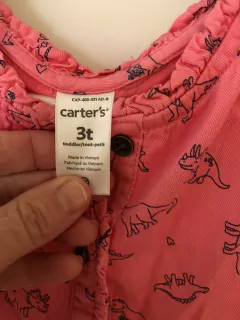 carter's®
3t
toddler/tout-petit
Made in Vietnam
Fabriqué au Vietnam
Hecho en Vietnam